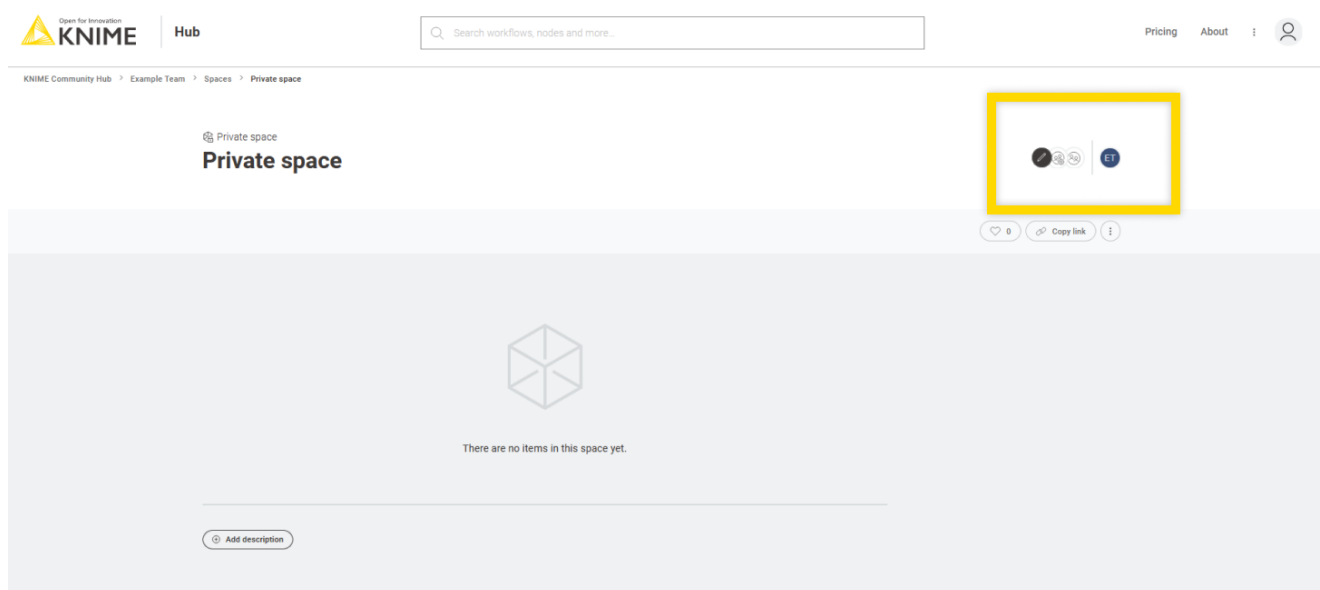 Open for Innovation
KNIME
Hub
Search workflows, nodes and more...
Pricing
About
KNIME Community Hub > Example Team > Spaces > Private space
Private space
Private space
ET
0
Copy link
There are no items in this space yet.
Add description